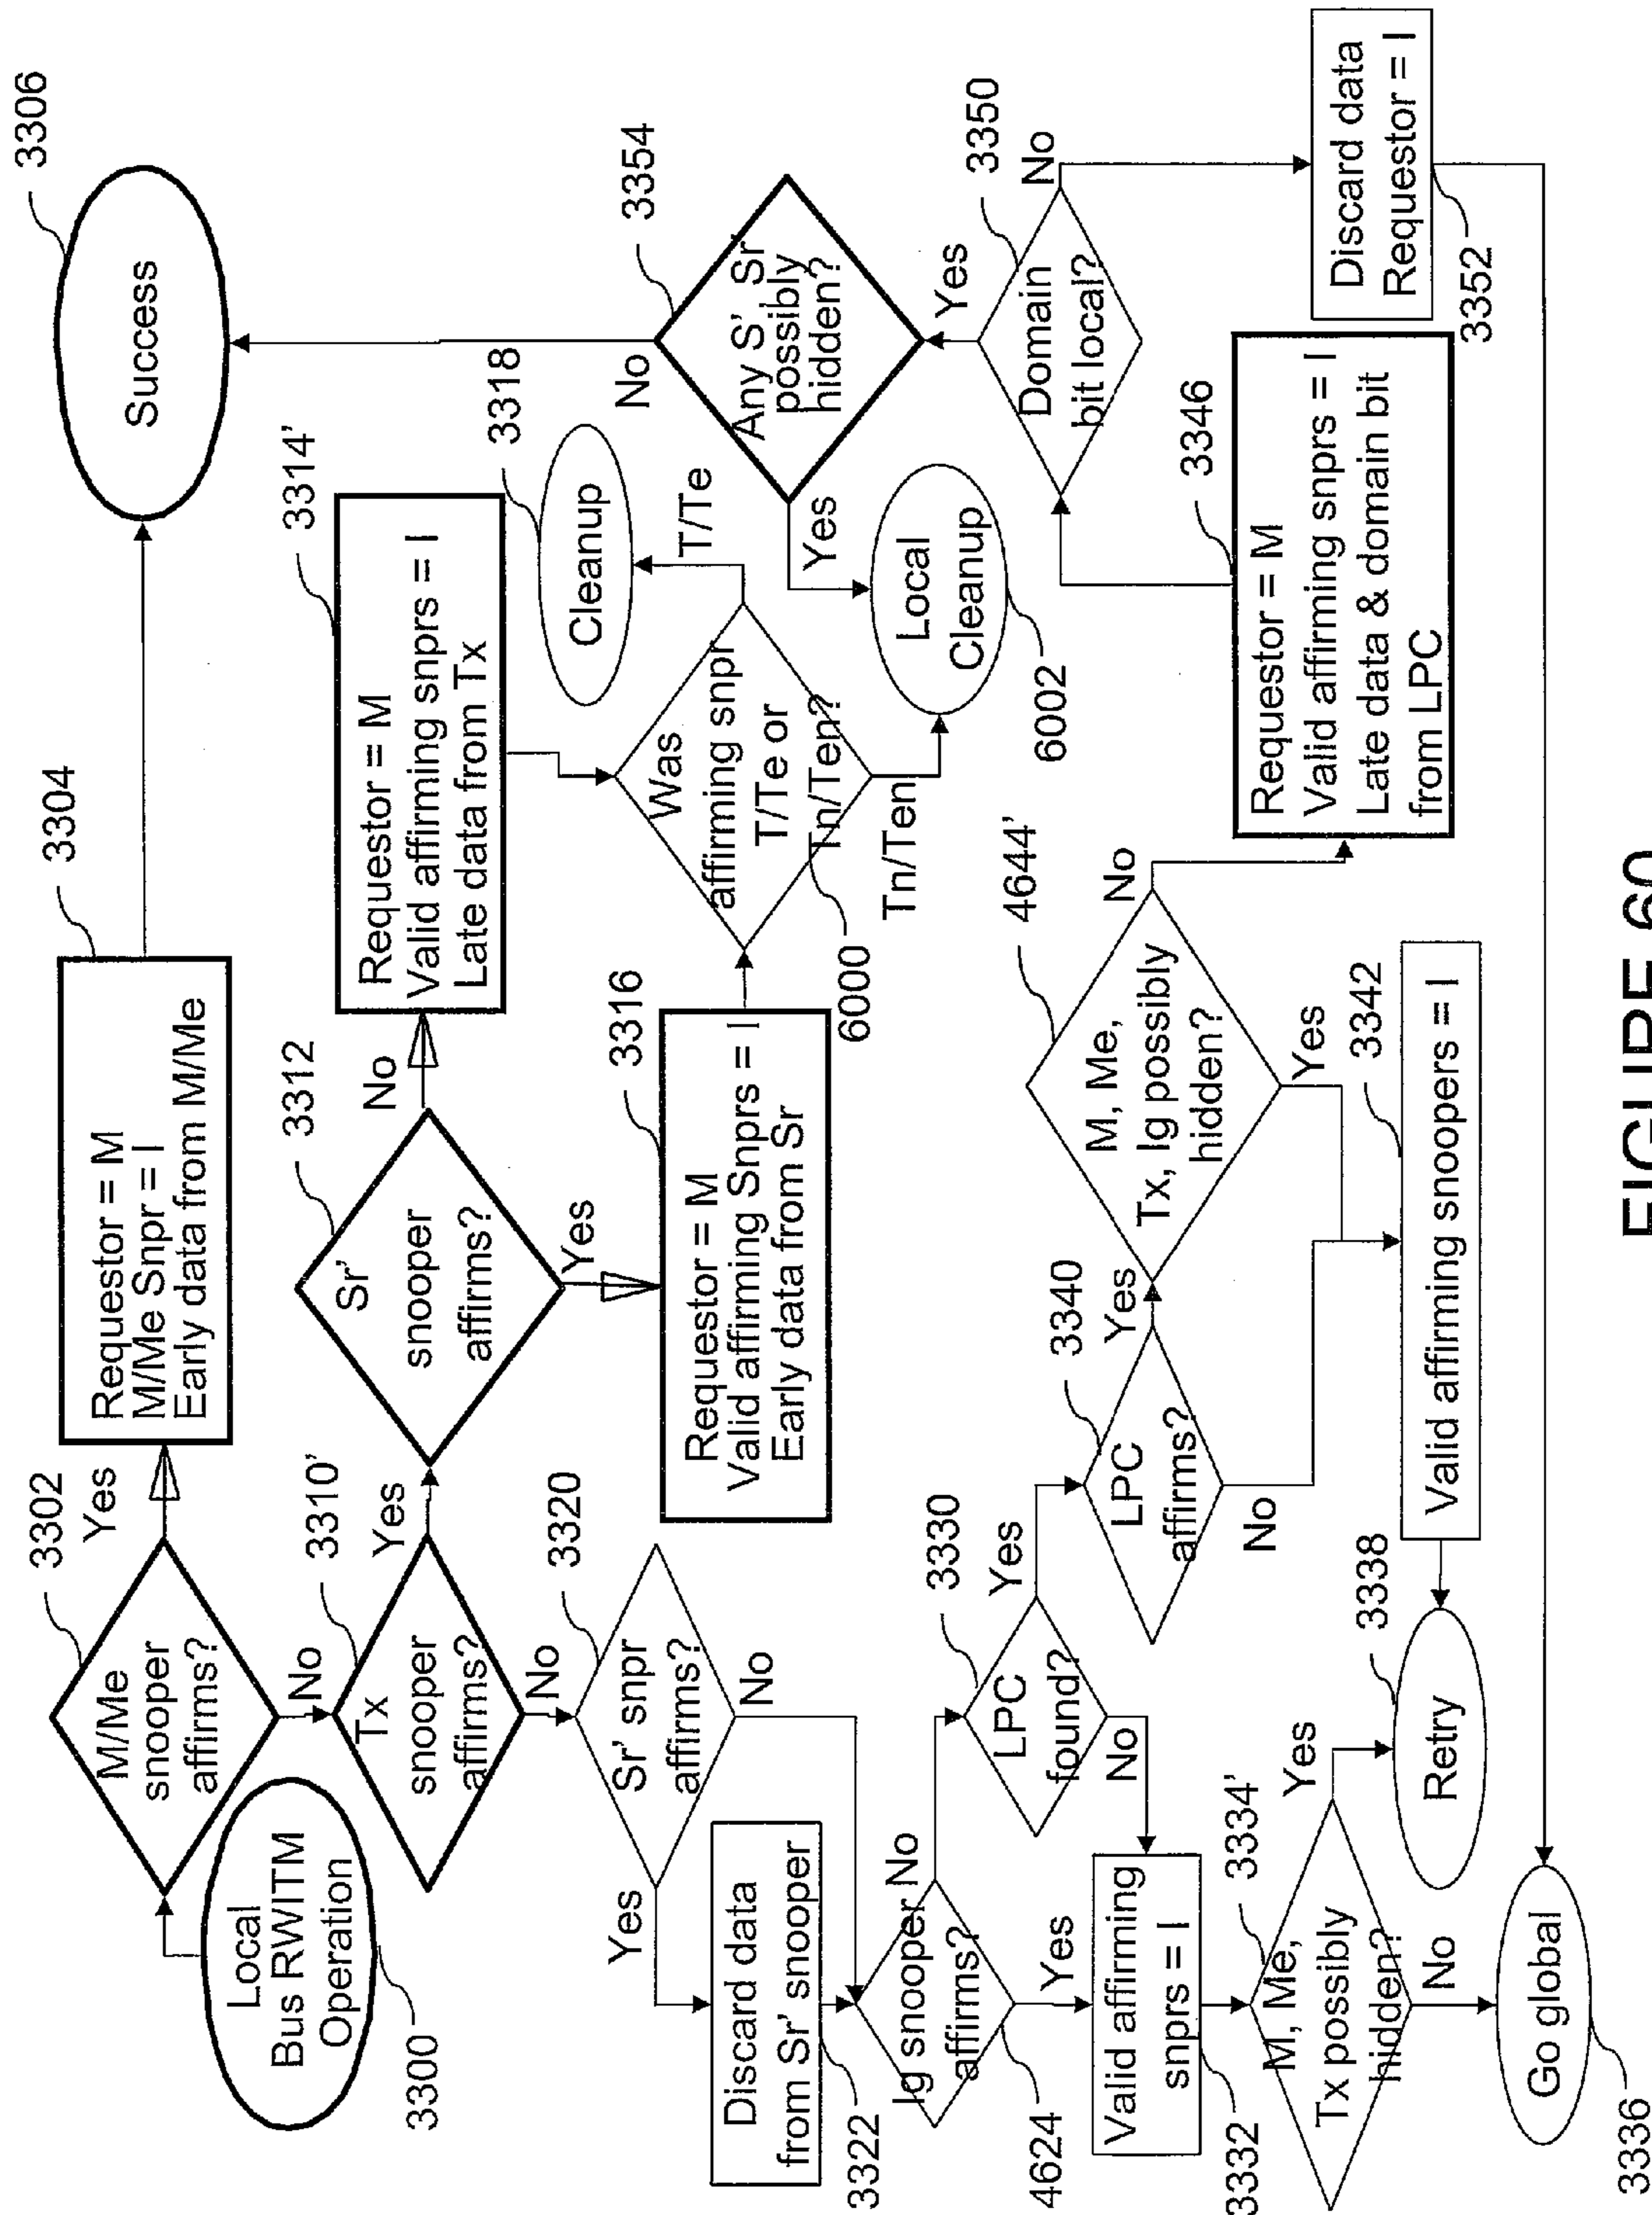 3300
Local
Bus RWITM
Operation
3302
M/Me
snooper
affirms?
Yes
No
3304
Requestor = M
M/Me Snpr = I
Early data from M/Me
3306
Success
3310'
Tx
snooper
affirms?
Yes
No
3312
Sr'
snooper
affirms?
No
Yes
3314'
Requestor = M
Valid affirming snprs = I
Late data from Tx
3316
Requestor = M
Valid affirming Snprs = I
Early data from Sr
6000
Was
affirming snpr
T/Te or
Tn/Ten?
T/Te
Tn/Ten
3318
Cleanup
6002
Local
Cleanup
3320
Sr' snpr
affirms?
Yes
No
3322
Discard data
from Sr' snooper
4624
Ig snooper
affirms?
No
Yes
3330
LPC
found?
Yes
No
3332
Valid affirming
snprs = I
3334'
M, Me,
Tx possibly
hidden?
Yes
No
3336
Go global
3338
Retry
3340
LPC
affirms?
Yes
No
3342
Valid affirming snoopers = I
4644'
M, Me,
Tx, Ig possibly
hidden?
No
Yes
3346
Requestor = M
Valid affirming snprs = I
Late data & domain bit
from LPC
3350
Domain
bit local?
Yes
No
3352
Discard data
Requestor = I
3354
Any S' Sr'
possibly
hidden?
No
Yes
FIGURE 60